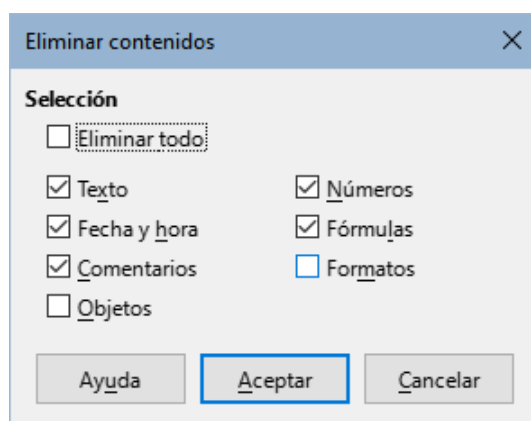 Eliminar contenidos
Selección
Eliminar todo
Texto
Números
Fecha y hora
Fórmulas
Comentarios
Formatos
Objetos
Ayuda
Aceptar
Cancelar